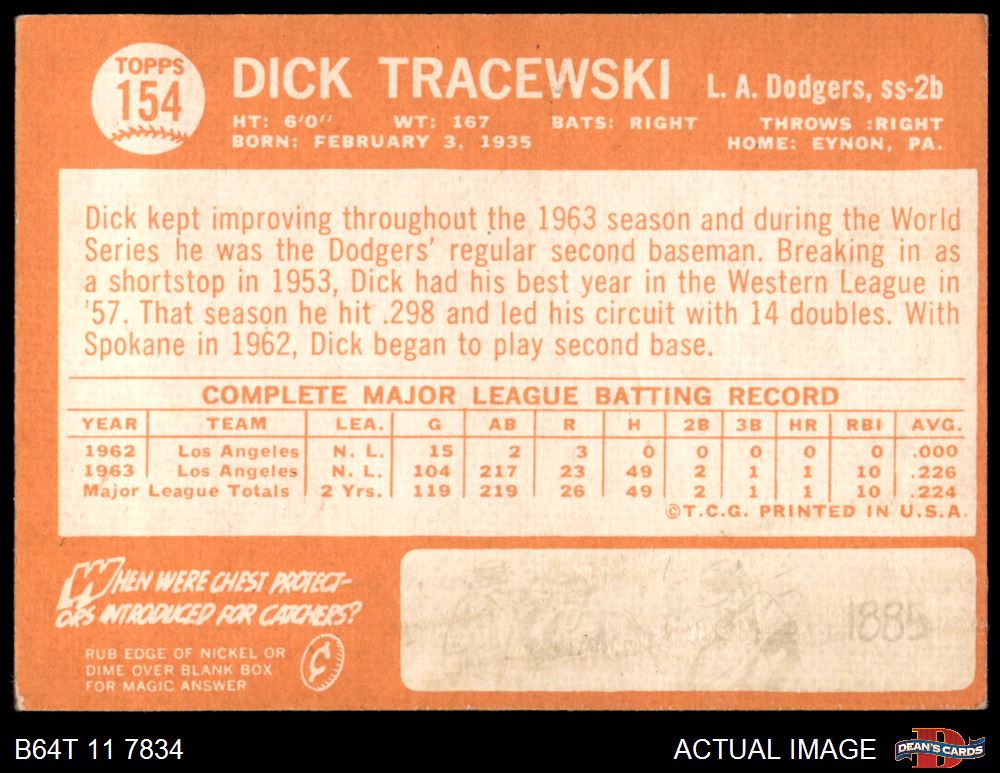 TOPPS
154
DICK TRACEWSKI L. A. Dodgers, ss-2b
HT: 6'0" WT: 167 BATS: RIGHT THROWS :RIGHT
BORN: FEBRUARY 3, 1935 HOME: EYNON, PA.
Dick kept improving throughout the 1963 season and during the World
Series he was the Dodgers' regular second baseman. Breaking in as
a shortstop in 1953, Dick had his best year in the Western League in
'57. That season he hit .298 and led his circuit with 14 doubles. With
Spokane in 1962, Dick began to play second base.
COMPLETE MAJOR LEAGUE BATTING RECORD
YEAR TEAM LEA. G AB R H 2B 3B HR RBI AVG.
1962 Los Angeles N. L. 15 2 3 0 0 0 0 0 .000
1963 Los Angeles N. L. 104 217 23 49 2 1 1 10 .226
Major League Totals 2 Yrs. 119 219 26 49 2 1 1 10 .224
©T.C.G. PRINTED IN U.S.A.
WHEN WERE CHEST PROTECT-
ORS INTRODUCED FOR CATCHERS?
RUB EDGE OF NICKEL OR
DIME OVER BLANK BOX
FOR MAGIC ANSWER
¢
1885
B64T 11 7834 ACTUAL IMAGE
D
DEAN'S CARDS